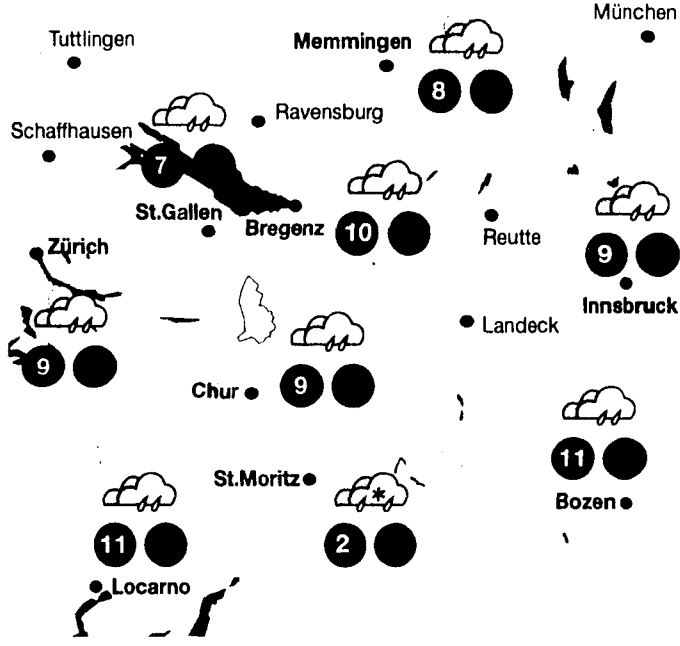 München
Tuttlingen
Memmingen
8
Ravensburg
Schaffhausen
7
St.Gallen
Bregenz
10
Reutte
9
Zürich
Innsbruck
Landeck
9
Chur
9
11
St.Moritz
*
Bozen
11
2
Locarno